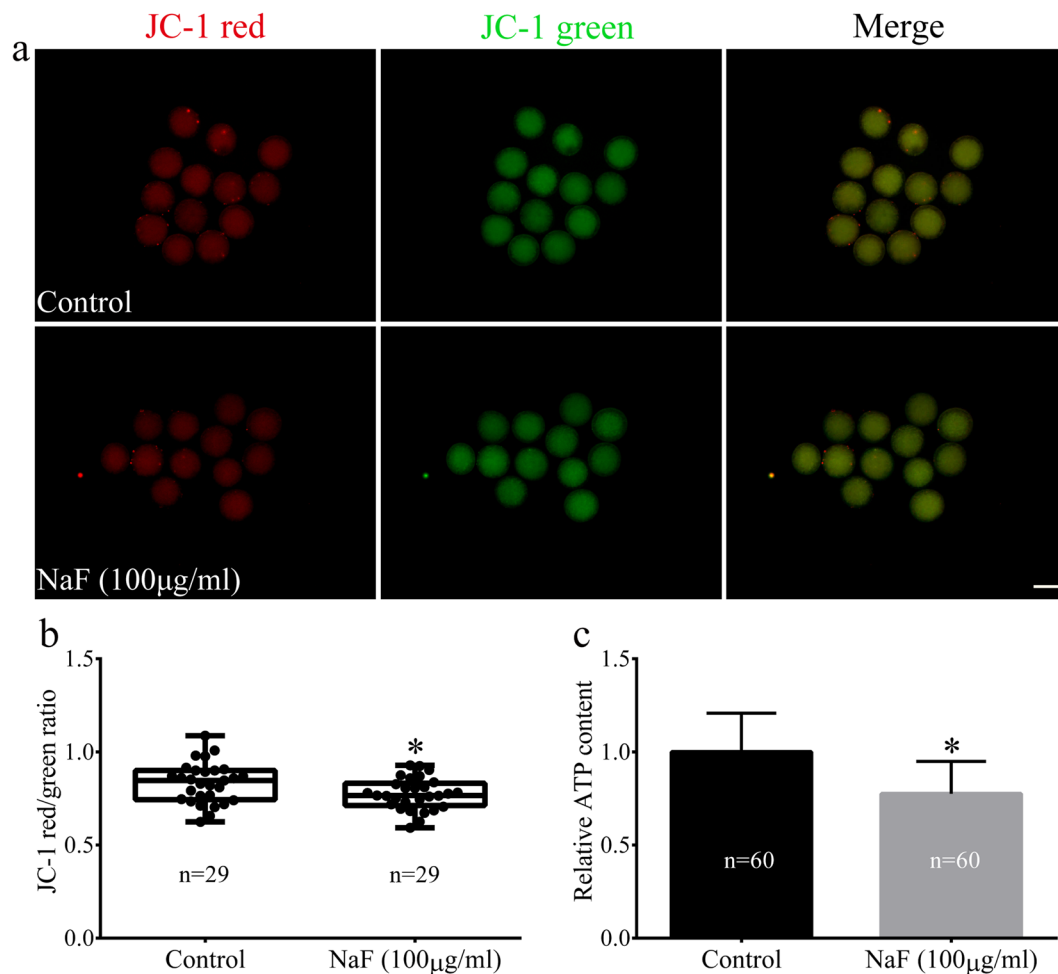 JC-1 red
JC-1 green
Merge
a
Control
NaF (100μg/ml)
b
JC-1 red/green ratio
1.5
1.0
0.5
0.0
*
n=29
n=29
Control
NaF (100μg/ml)
c
Relative ATP content
1.5
1.0
0.5
0.0
*
n=60
n=60
Control
NaF (100μg/ml)